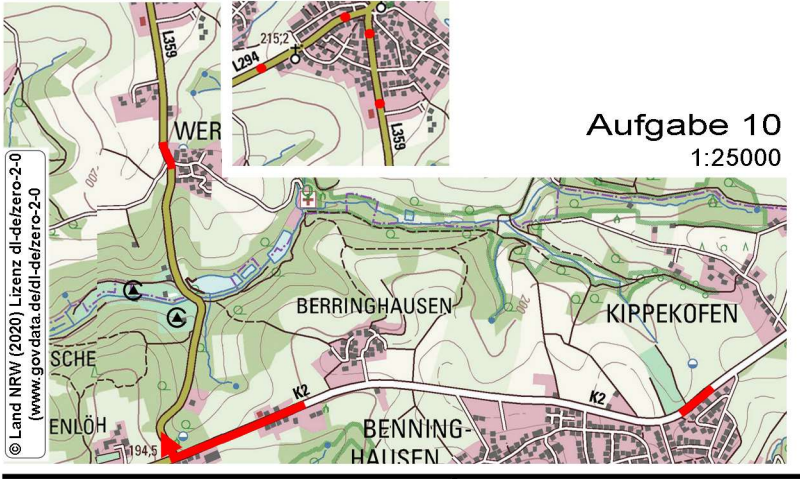 L359
215,2
L294
L359
Aufgabe 10
1:25000
WER
200
© Land NRW (2020) Lizenz dl-de/zero-2-0
(www.govdata.de/dl-de/zero-2-0
BERRINGHAUSEN
200
KIPPEKOFEN
SCHE
K2
K2
ENLÖH
194,5
BENNING-
HAUSEN